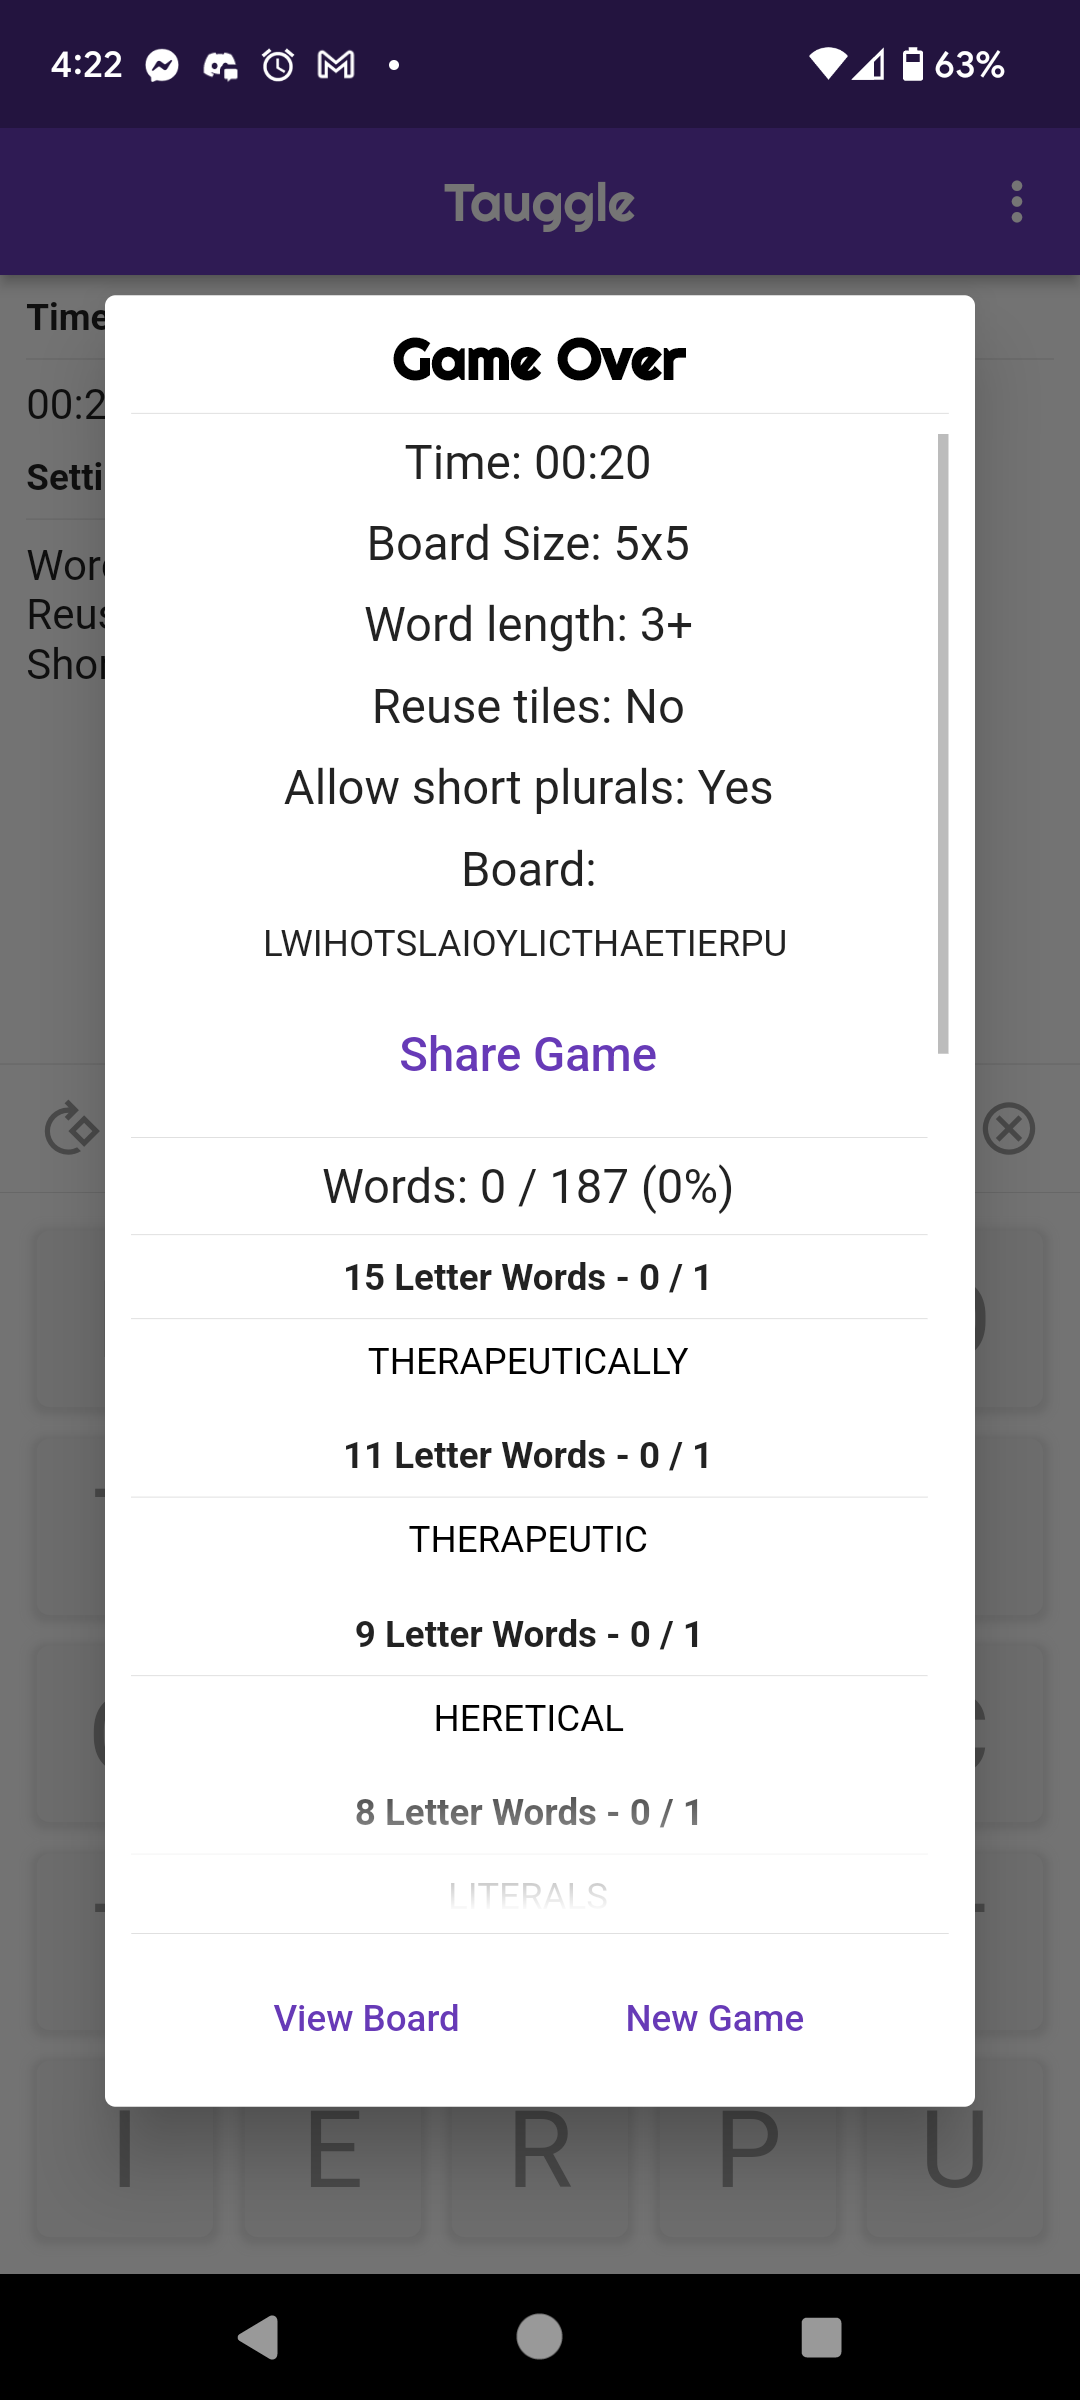 4:22
63%
Tauggle
Time
00:2
Setti
Word
Reus
Shor
Game Over
Time: 00:20
Board Size: 5x5
Word length: 3+
Reuse tiles: No
Allow short plurals: Yes
Board:
LWIHOTSLAIOYLICTHAETIERPU
Share Game
Words: 0 / 187 (0%)
15 Letter Words - 0 / 1
THERAPEUTICALLY
11 Letter Words - 0 / 1
THERAPEUTIC
9 Letter Words - 0 / 1
HERETICAL
8 Letter Words - 0 / 1
LITERALS
View Board New Game
I E R P U